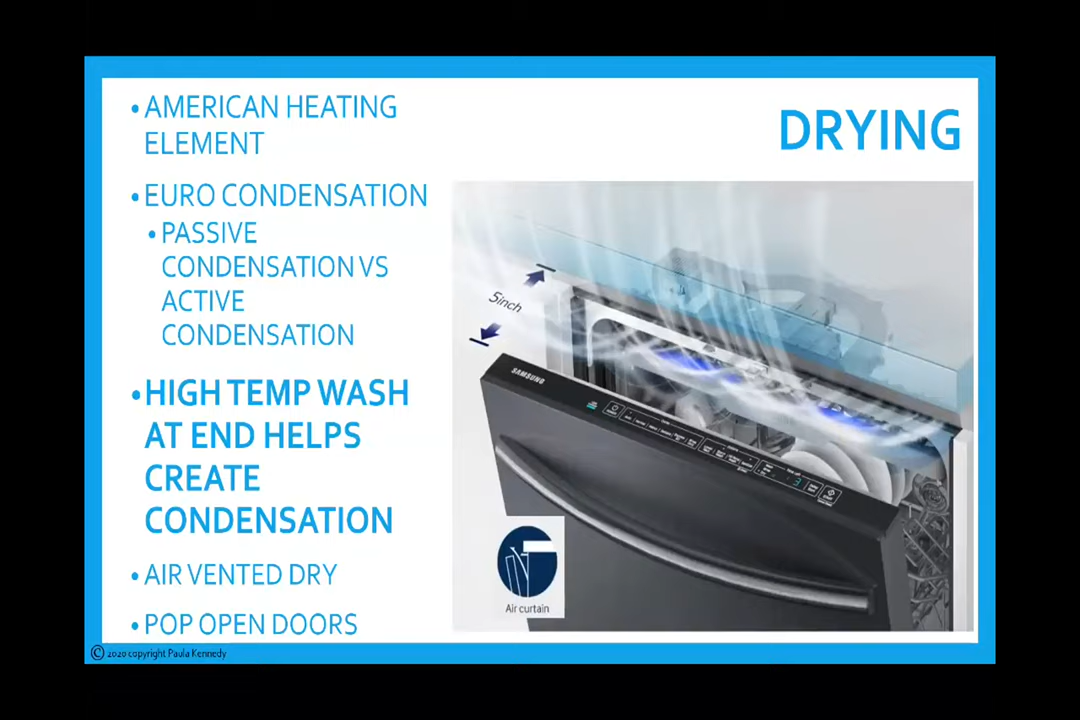 •AMERICAN HEATING
ELEMENT
•EURO CONDENSATION
•PASSIVE
CONDENSATION VS
ACTIVE
CONDENSATION
•HIGH TEMP WASH
AT END HELPS
CREATE
CONDENSATION
•AIR VENTED DRY
•POP OPEN DOORS
DRYING
5inch
SAMSUNG
Air curtain
© 2020 copyright Paula Kennedy